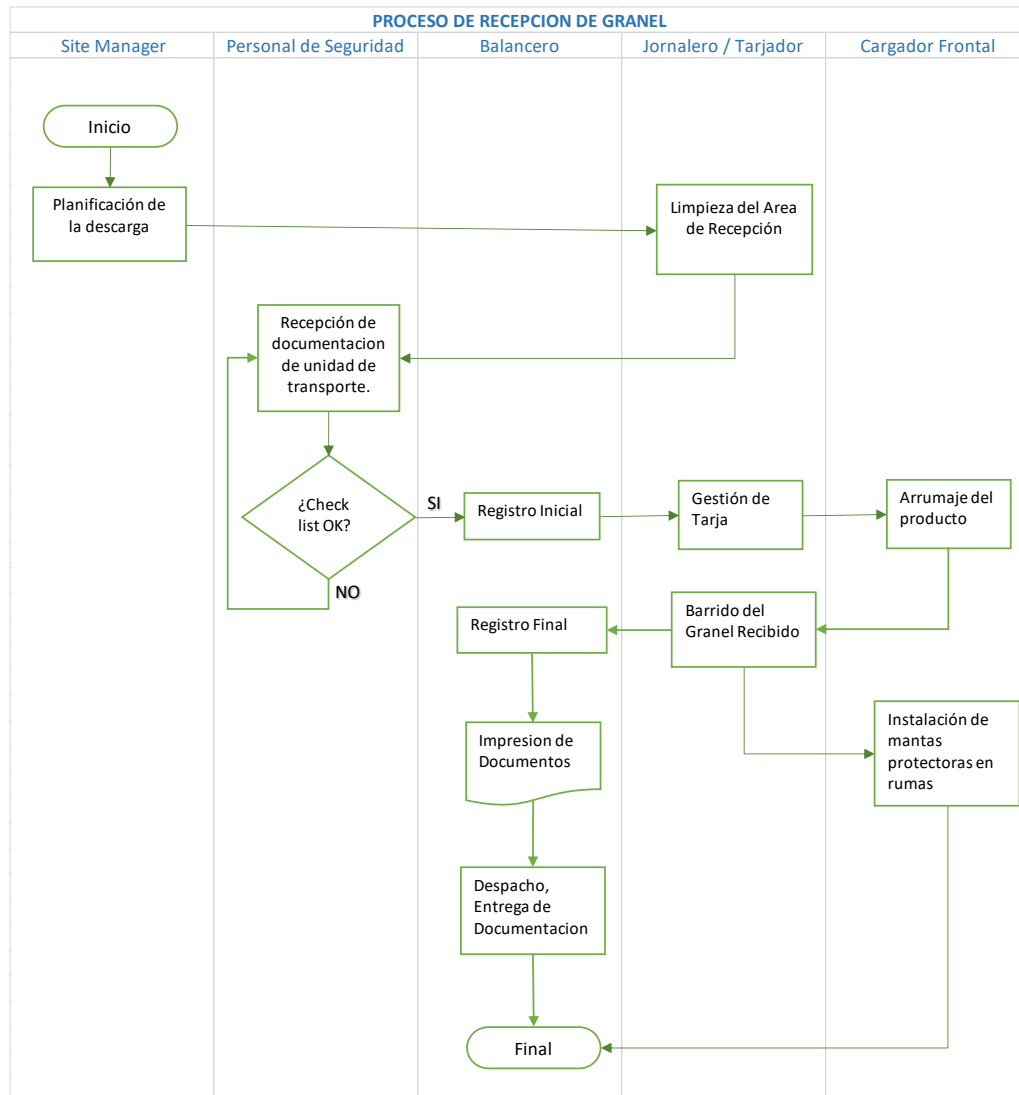 PROCESO DE RECEPCION DE GRANEL
Site Manager
Personal de Seguridad
Balancero
Jornalero / Tarjador
Cargador Frontal
Inicio
Planificación de
la descarga
Limpieza del Area
de Recepción
Recepción de
documentacion
de unidad de
transporte.
¿Check
list OK?
SI
NO
Registro Inicial
Gestión de
Tarja
Arrumaje del
producto
Registro Final
Barrido del
Granel Recibido
Impresion de
Documentos
Instalación de
mantas
protectoras en
rumas
Despacho,
Entrega de
Documentacion
Final